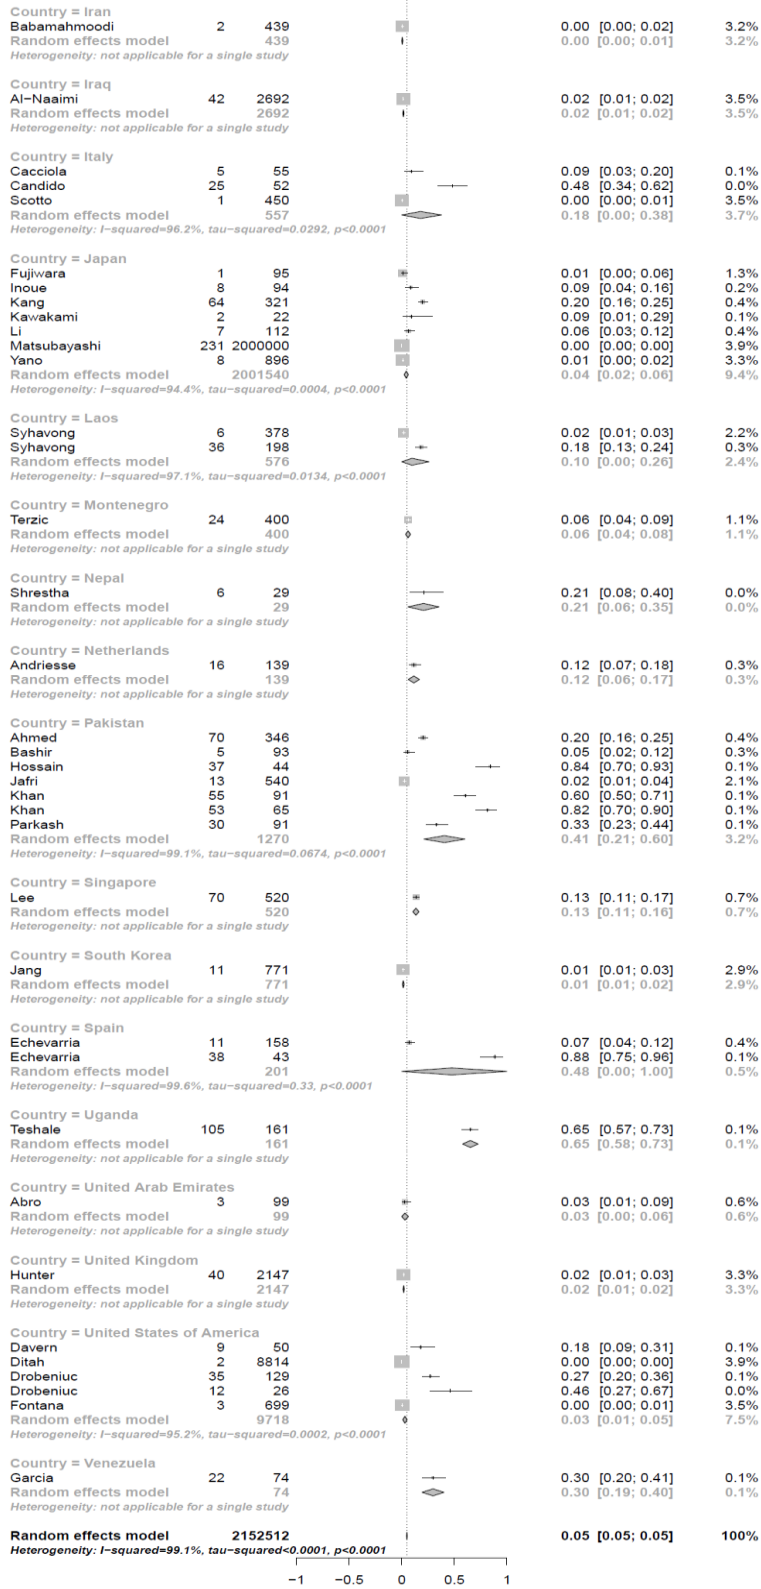 Country = Iran
Babamahmoodi 2 439 0.00 [0.00; 0.02] 3.2%
Random effects model 439 0.00 [0.00; 0.01] 3.2%
Heterogeneity: not applicable for a single study
Country = Iraq
Al−Naaimi 42 2692 0.02 [0.01; 0.02] 3.5%
Random effects model 2692 0.02 [0.01; 0.02] 3.5%
Heterogeneity: not applicable for a single study
Country = Italy
Cacciola 5 55 0.09 [0.03; 0.20] 0.1%
Candido 25 52 0.48 [0.34; 0.62] 0.0%
Scotto 1 450 0.00 [0.00; 0.01] 3.5%
Random effects model 557 0.18 [0.00; 0.38] 3.7%
Heterogeneity: I−squared=96.2%, tau−squared=0.0292, p<0.0001
Country = Japan
Fujiwara 1 95 0.01 [0.00; 0.06] 1.3%
Inoue 8 94 0.09 [0.04; 0.16] 0.2%
Kang 64 321 0.20 [0.16; 0.25] 0.4%
Kawakami 2 22 0.09 [0.01; 0.29] 0.1%
Li 7 112 0.06 [0.03; 0.12] 0.4%
Matsubayashi 231 2000000 0.00 [0.00; 0.00] 3.9%
Yano 8 896 0.01 [0.00; 0.02] 3.3%
Random effects model 2001540 0.04 [0.02; 0.06] 9.4%
Heterogeneity: I−squared=94.4%, tau−squared=0.0004, p<0.0001
Country = Laos
Syhavong 6 378 0.02 [0.01; 0.03] 2.2%
Syhavong 36 198 0.18 [0.13; 0.24] 0.3%
Random effects model 576 0.10 [0.00; 0.26] 2.4%
Heterogeneity: I−squared=97.1%, tau−squared=0.0134, p<0.0001
Country = Montenegro
Terzic 24 400 0.06 [0.04; 0.09] 1.1%
Random effects model 400 0.06 [0.04; 0.08] 1.1%
Heterogeneity: not applicable for a single study
Country = Nepal
Shrestha 6 29 0.21 [0.08; 0.40] 0.0%
Random effects model 29 0.21 [0.06; 0.35] 0.0%
Heterogeneity: not applicable for a single study
Country = Netherlands
Andriesse 16 139 0.12 [0.07; 0.18] 0.3%
Random effects model 139 0.12 [0.06; 0.17] 0.3%
Heterogeneity: not applicable for a single study
Country = Pakistan
Ahmed 70 346 0.20 [0.16; 0.25] 0.4%
Bashir 5 93 0.05 [0.02; 0.12] 0.3%
Hossain 37 44 0.84 [0.70; 0.93] 0.1%
Jafri 13 540 0.02 [0.01; 0.04] 2.1%
Khan 55 91 0.60 [0.50; 0.71] 0.1%
Khan 53 65 0.82 [0.70; 0.90] 0.1%
Parkash 30 91 0.33 [0.23; 0.44] 0.1%
Random effects model 1270 0.41 [0.21; 0.60] 3.2%
Heterogeneity: I−squared=99.1%, tau−squared=0.0674, p<0.0001
Country = Singapore
Lee 70 520 0.13 [0.11; 0.17] 0.7%
Random effects model 520 0.13 [0.11; 0.16] 0.7%
Heterogeneity: not applicable for a single study
Country = South Korea
Jang 11 771 0.01 [0.01; 0.03] 2.9%
Random effects model 771 0.01 [0.01; 0.02] 2.9%
Heterogeneity: not applicable for a single study
Country = Spain
Echevarria 11 158 0.07 [0.04; 0.12] 0.4%
Echevarria 38 43 0.88 [0.75; 0.96] 0.1%
Random effects model 201 0.48 [0.00; 1.00] 0.5%
Heterogeneity: I−squared=99.6%, tau−squared=0.33, p<0.0001
Country = Uganda
Teshale 105 161 0.65 [0.57; 0.73] 0.1%
Random effects model 161 0.65 [0.58; 0.73] 0.1%
Heterogeneity: not applicable for a single study
Country = United Arab Emirates
Abro 3 99 0.03 [0.01; 0.09] 0.6%
Random effects model 99 0.03 [0.00; 0.06] 0.6%
Heterogeneity: not applicable for a single study
Country = United Kingdom
Hunter 40 2147 0.02 [0.01; 0.03] 3.3%
Random effects model 2147 0.02 [0.01; 0.02] 3.3%
Heterogeneity: not applicable for a single study
Country = United States of America
Davern 9 50 0.18 [0.09; 0.31] 0.1%
Ditah 2 8814 0.00 [0.00; 0.00] 3.9%
Drobeniuc 35 129 0.27 [0.20; 0.36] 0.1%
Drobeniuc 12 26 0.46 [0.27; 0.67] 0.0%
Fontana 3 699 0.00 [0.00; 0.01] 3.5%
Random effects model 9718 0.03 [0.01; 0.05] 7.5%
Heterogeneity: I−squared=95.2%, tau−squared=0.0002, p<0.0001
Country = Venezuela
Garcia 22 74 0.30 [0.20; 0.41] 0.1%
Random effects model 74 0.30 [0.19; 0.40] 0.1%
Heterogeneity: not applicable for a single study
Random effects model 2152512 0.05 [0.05; 0.05] 100%
Heterogeneity: I−squared=99.1%, tau−squared<0.0001, p<0.0001
−1 −0.5 0 0.5 1